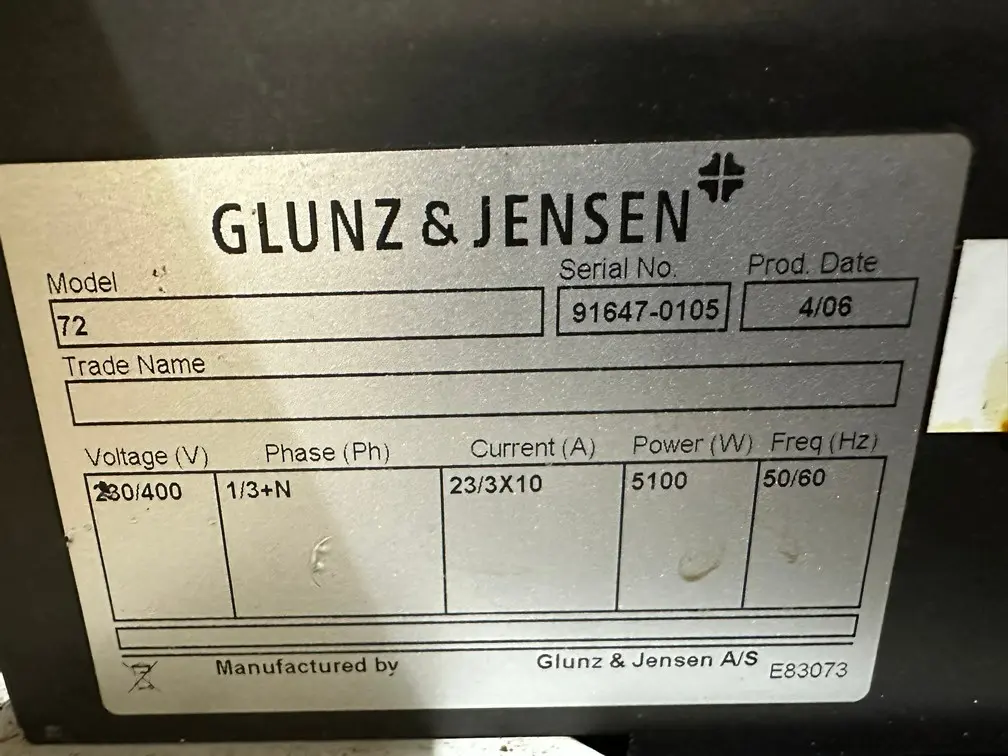 GLUNZ & JENSEN
Model Serial No. Prod. Date
72 91647-0105 4/06
Trade Name
Voltage (V) Phase (Ph) Current (A) Power (W) Freq (Hz)
230/400 1/3+N 23/3X10 5100 50/60
Manufactured by Glunz & Jensen A/S E83073